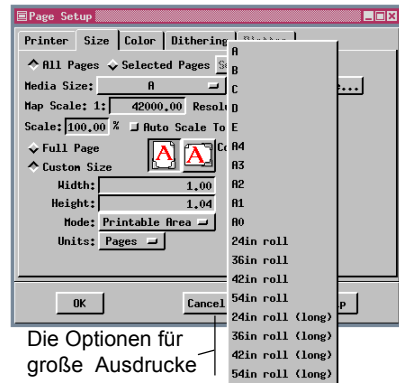 Page Setup
Printer Size Color Dithering
All Pages Selected Pages
Media Size: A
Map Scale: 1: 42000.00
Scale: 100.00 % Auto Scale To
Full Page
Custom Size
Width: 1.00
Height: 1.04
Mode: Printable Area
Units: Pages
OK Cancel
A
B
C
D
E
A4
A3
A2
A1
A0
24in roll
36in roll
42in roll
54in roll
24in roll (long)
36in roll (long)
42in roll (long)
54in roll (long)
Die Optionen für
große Ausdrucke